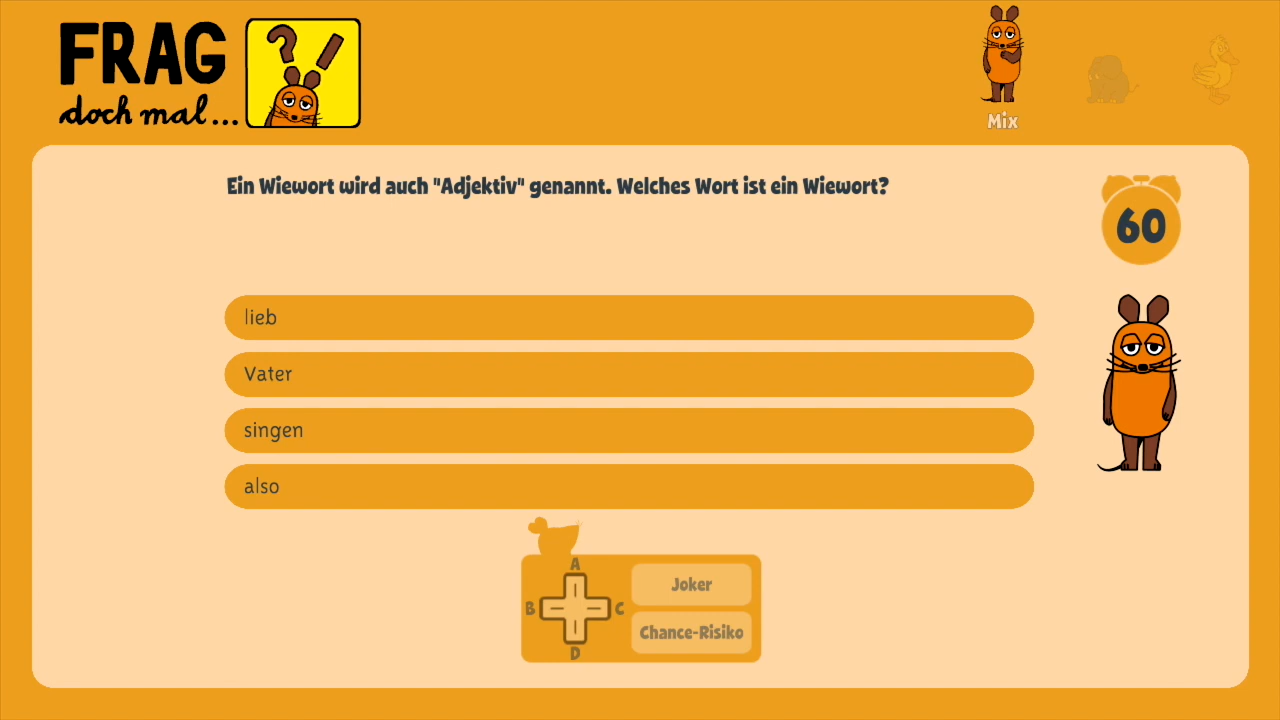 FRAG
doch mal...
?!
Mix
Ein Wiewort wird auch "Adjektiv" genannt. Welches Wort ist ein Wiewort?
60
lieb
Vater
singen
also
A
Joker
B
C
Chance-Risiko
D